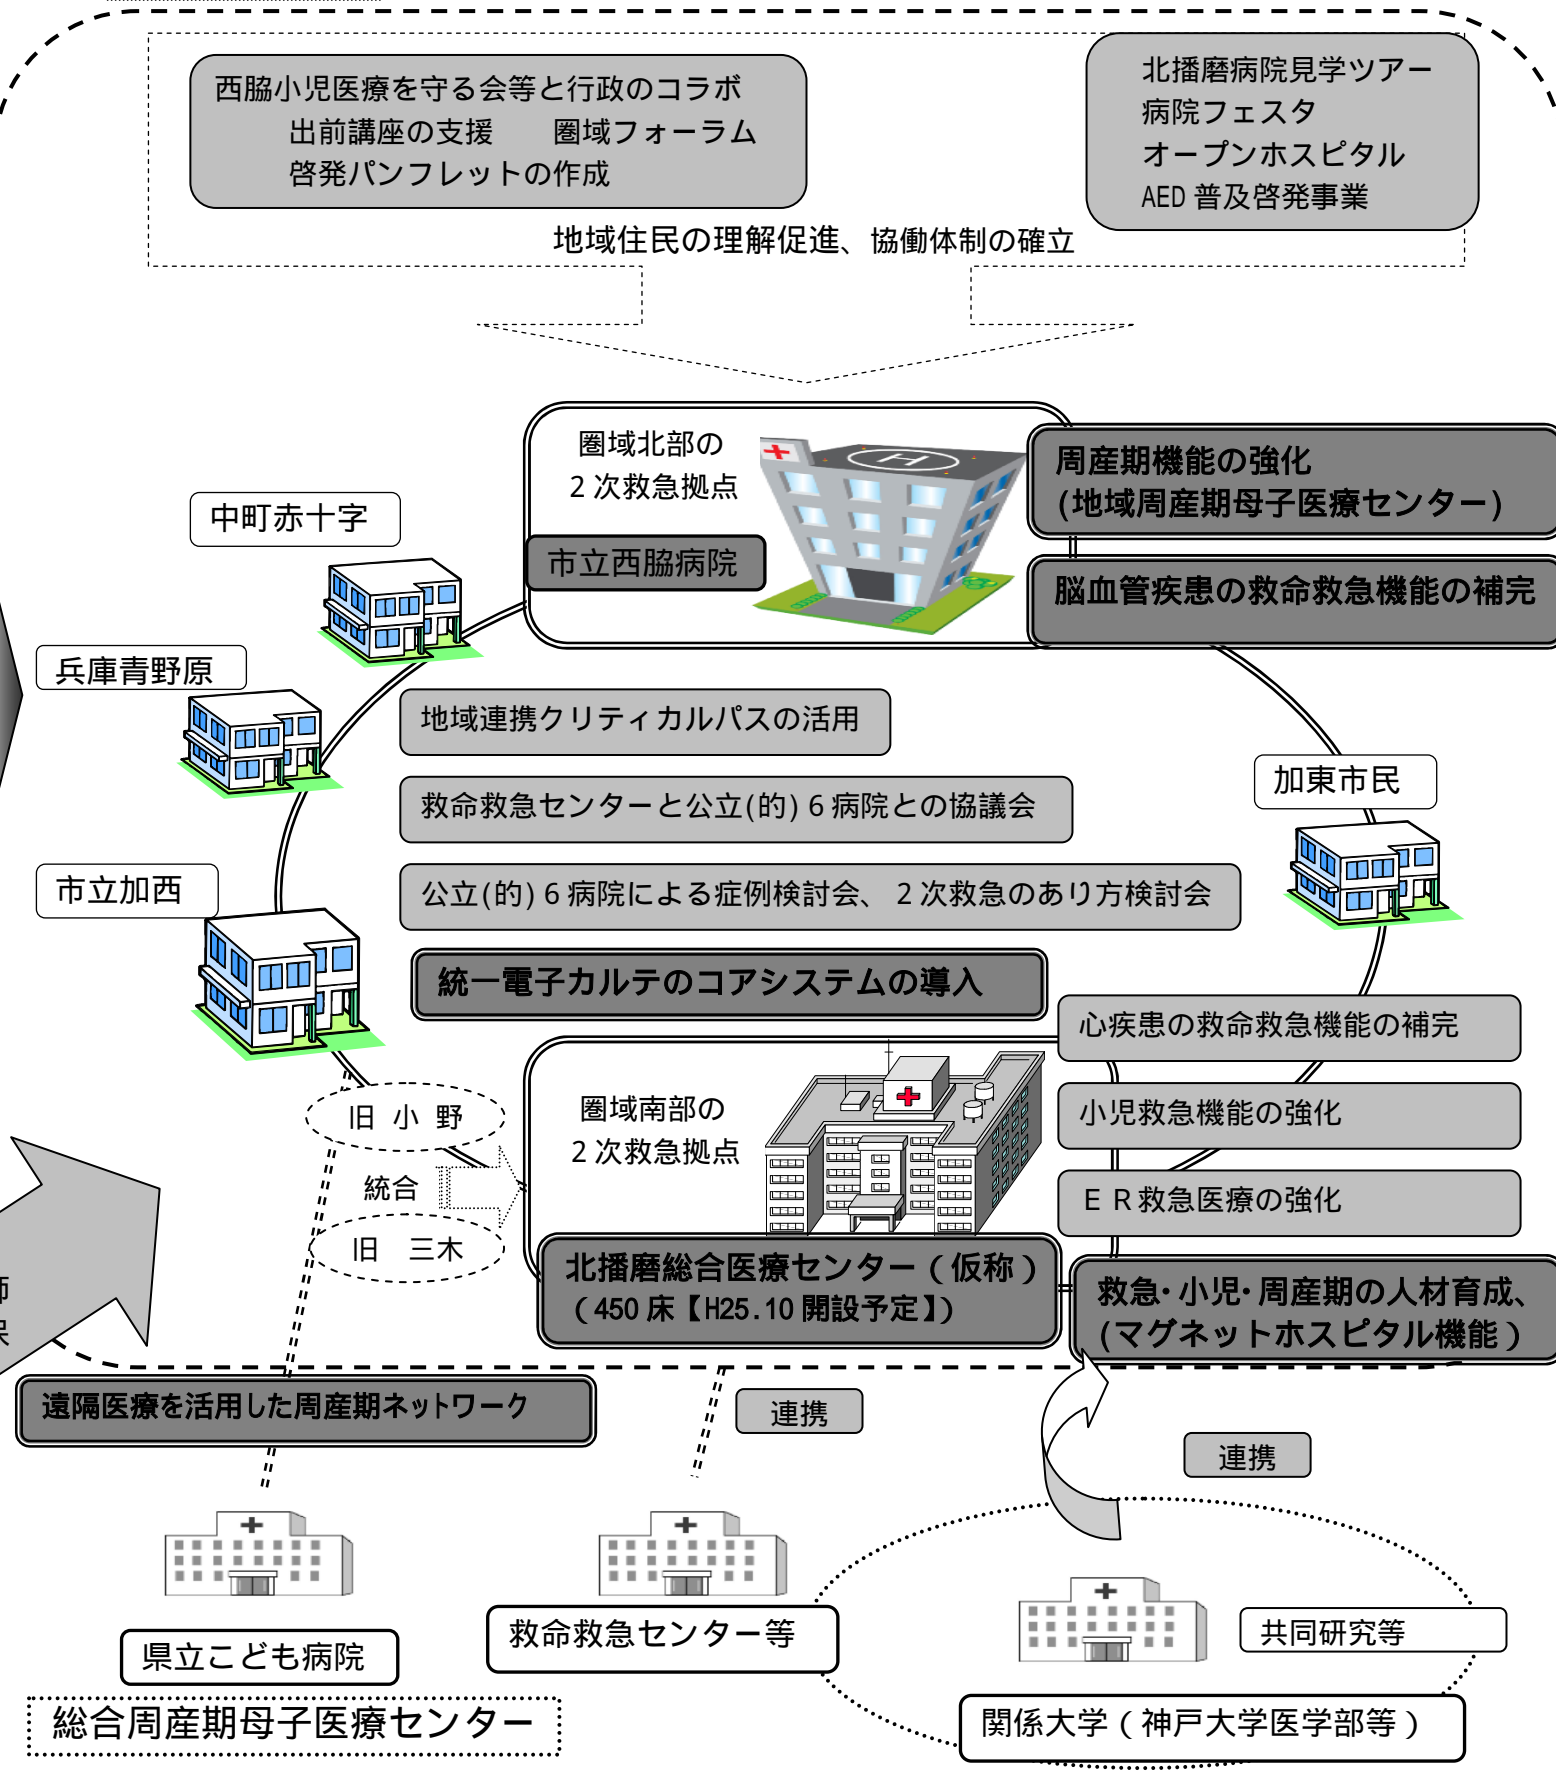 西脇小児医療を守る会等と行政のコラボ
出前講座の支援　圏域フォーラム
啓発パンフレットの作成
北播磨病院見学ツアー
病院フェスタ
オープンホスピタル
AED 普及啓発事業
地域住民の理解促進、協働体制の確立
圏域北部の
2 次救急拠点
市立西脇病院
周産期機能の強化
(地域周産期母子医療センター)
脳血管疾患の救命救急機能の補完
中町赤十字
兵庫青野原
地域連携クリティカルパスの活用
加東市民
救命救急センターと公立(的) 6 病院との協議会
市立加西
公立(的) 6 病院による症例検討会、 2 次救急のあり方検討会
統一電子カルテのコアシステムの導入
心疾患の救命救急機能の補完
小児救急機能の強化
ＥＲ救急医療の強化
旧 小 野
統合
旧 三木
圏域南部の
2 次救急拠点
北播磨総合医療センター（仮称）
（450 床【H25.10 開設予定】）
救急・小児・周産期の人材育成、
(マグネットホスピタル機能）
師
保
遠隔医療を活用した周産期ネットワーク
連携
連携
県立こども病院
総合周産期母子医療センター
救命救急センター等
共同研究等
関係大学（神戸大学医学部等）